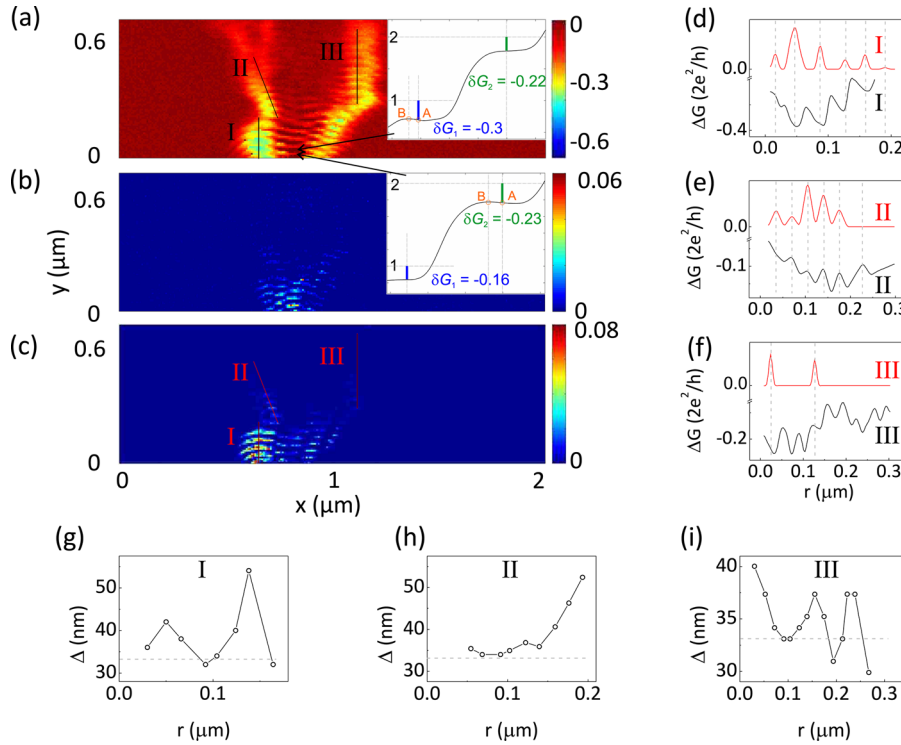 (a)
0.6
0
I
II
III
2
1
B
A
δG₂ = -0.22
δG₁ = -0.3
0
-0.3
-0.6
(b)
y (μm)
2
1
B
A
δG₂ = -0.23
δG₁ = -0.16
0.06
0
(c)
0.6
0
I
II
III
0.08
0
0
1
2
x (μm)
(d)
ΔG (2e²/h)
0.0
-0.4
I
I
0.0
0.1
0.2
(e)
ΔG (2e²/h)
0.0
-0.1
II
II
0.0
0.1
0.2
0.3
(f)
ΔG (2e²/h)
0.0
-0.2
III
III
0.0
0.1
0.2
0.3
r (μm)
(g)
I
Δ (nm)
50
40
30
0.0
0.1
r (μm)
(h)
II
Δ (nm)
50
40
30
0.0
0.1
0.2
r (μm)
(i)
III
Δ (nm)
40
35
30
0.0
0.1
0.2
0.3
r (μm)